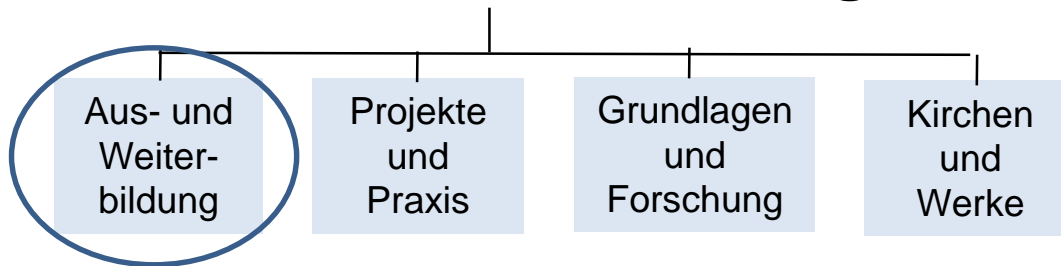 Aus- und
Weiter-
bildung
Projekte
und
Praxis
Grundlagen
und
Forschung
Kirchen
und
Werke